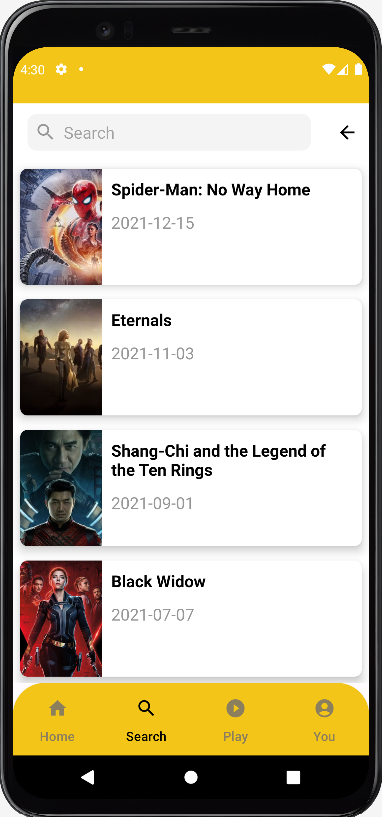 4:30
Search
Spider-Man: No Way Home
2021-12-15
Eternals
2021-11-03
Shang-Chi and the Legend of
the Ten Rings
2021-09-01
Black Widow
2021-07-07
Home Search Play You